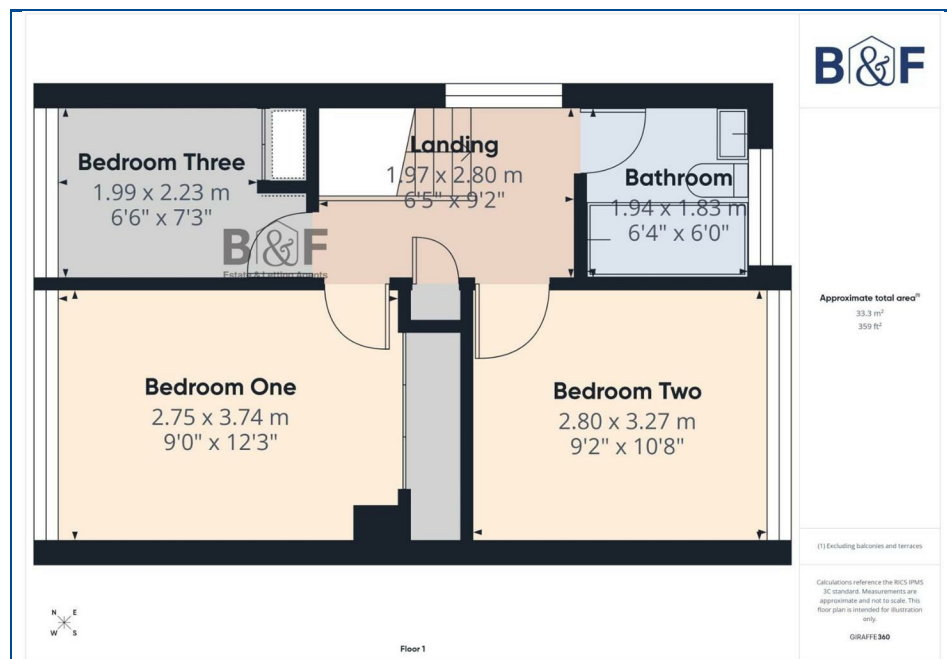 B&F
Bedroom Three
1.99 x 2.23 m
6'6" x 7'3"
Landing
1.97 x 2.80 m
6'5" x 9'2"
Bathroom
1.94 x 1.83 m
6'4" x 6'0"
B&F
Estate & Letting Agents
Bedroom One
2.75 x 3.74 m
9'0" x 12'3"
Bedroom Two
2.80 x 3.27 m
9'2" x 10'8"
Approximate total area(1)
33.3 m²
359 ft²
(1) Excluding balconies and terraces
Calculations reference the RICS IPMS
3C standard. Measurements are
approximate and not to scale. This
floor plan is intended for illustration
only.
GIRAFFE360
N E
W S
Floor 1